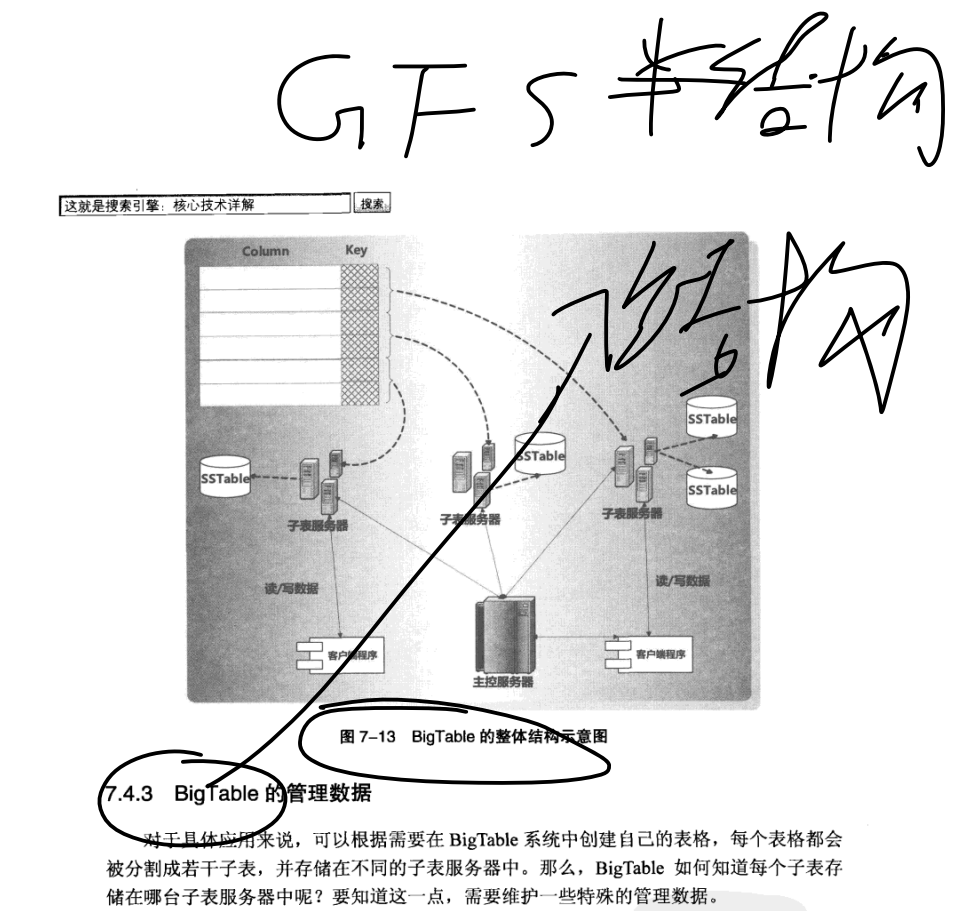 GFS 半结构
这就是搜索引擎：核心技术详解 搜索
Column Key
结构
SSTable
SSTable SSTable
SSTable
子表服务器 子表服务器 子表服务器
读/写数据 读/写数据
客户端程序 客户端程序
主控服务器
图 7-13 BigTable 的整体结构示意图
7.4.3 BigTable 的管理数据
对于具体应用来说，可以根据需要在 BigTable 系统中创建自己的表格，每个表格都会
被分割成若干子表，并存储在不同的子表服务器中。那么，BigTable 如何知道每个子表存
储在哪台子表服务器中呢？要知道这一点，需要维护一些特殊的管理数据。